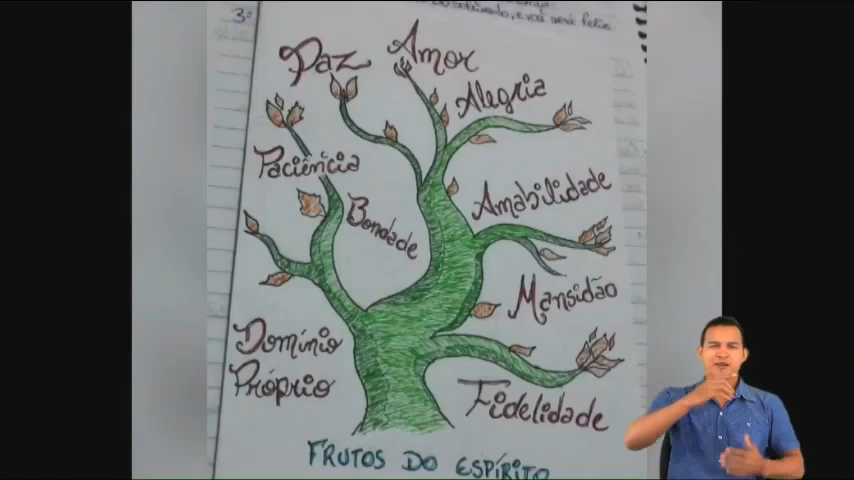 3º
Paz
Amor
Alegria
Paciência
Bondade
Amabilidade
Mansidão
Domínio
Próprio
Fidelidade
FRUTOS DO ESPÍRITO